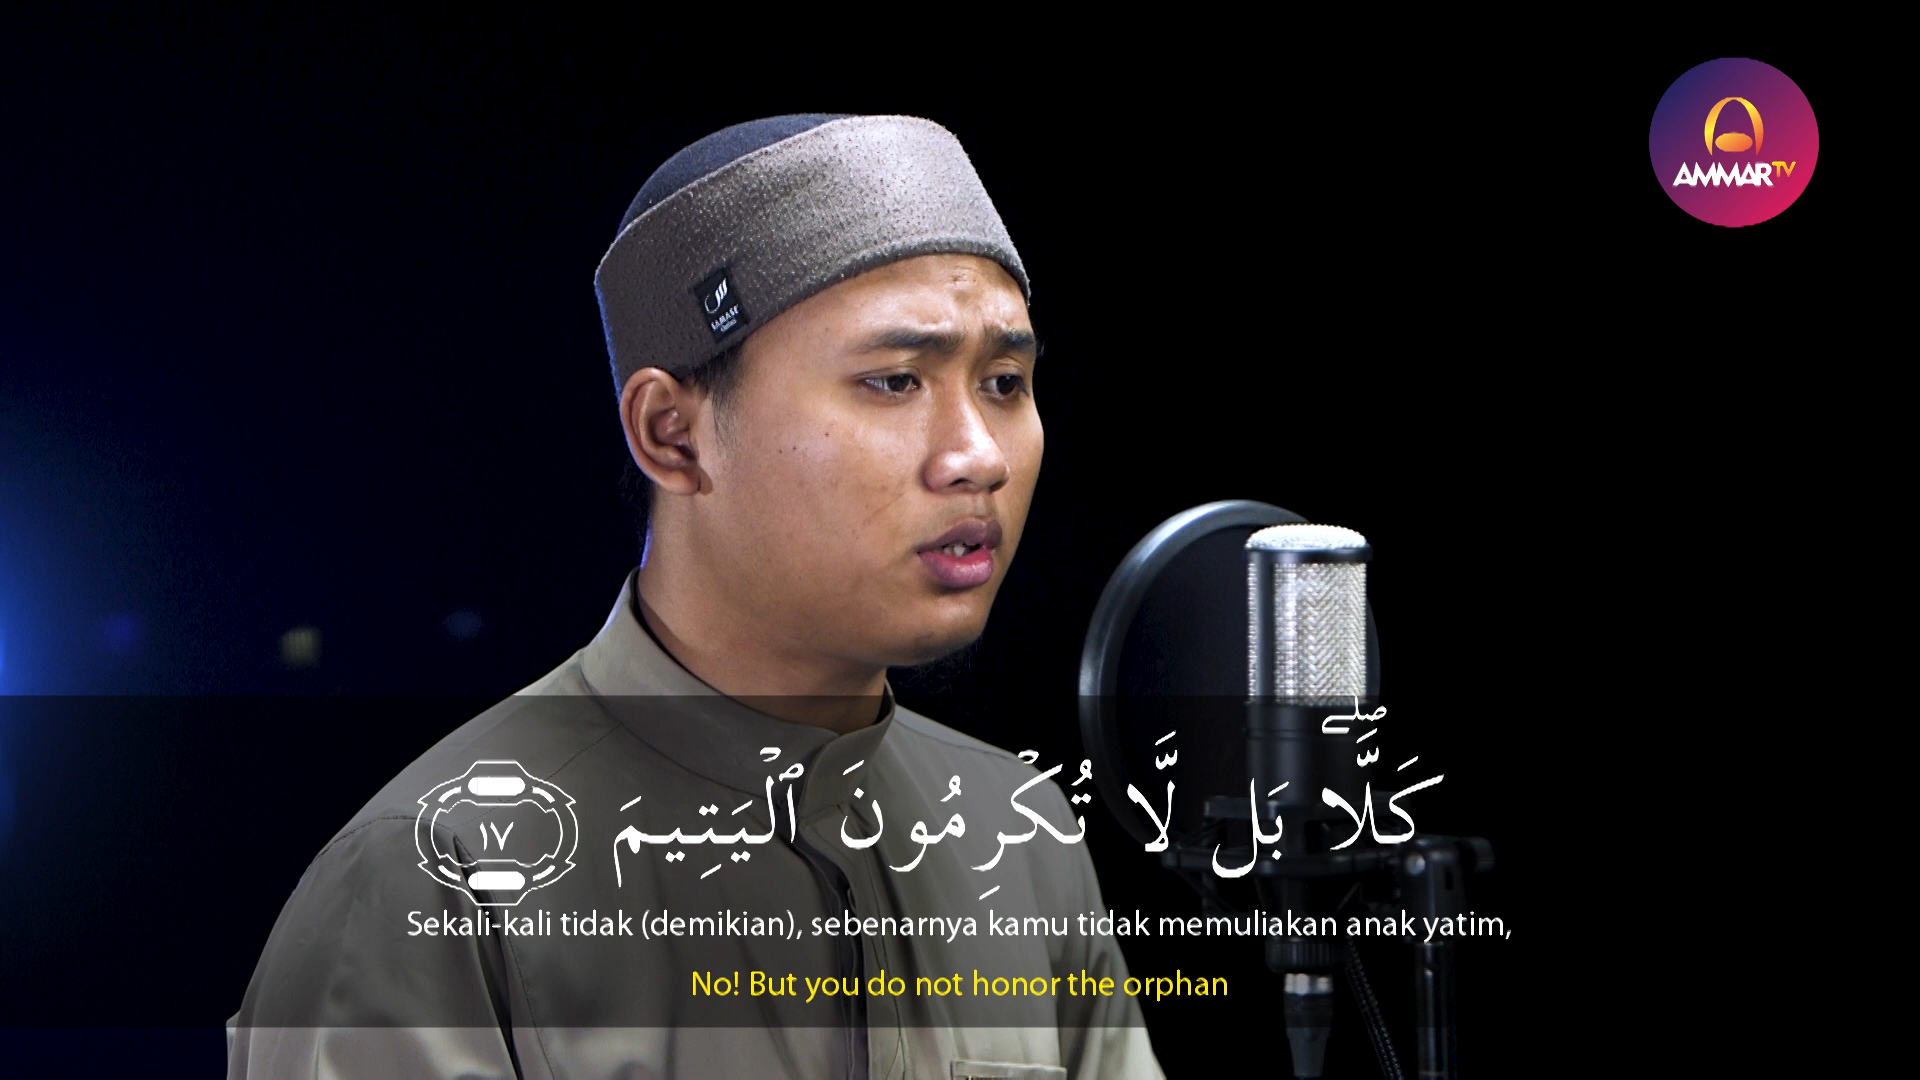 AMMARTV
SAMASE
كَلَّاۖ بَل لَّا تُكْرِمُونَ ٱلْيَتِيمَ ١٧
Sekali-kali tidak (demikian), sebenarnya kamu tidak memuliakan anak yatim,
No! But you do not honor the orphan